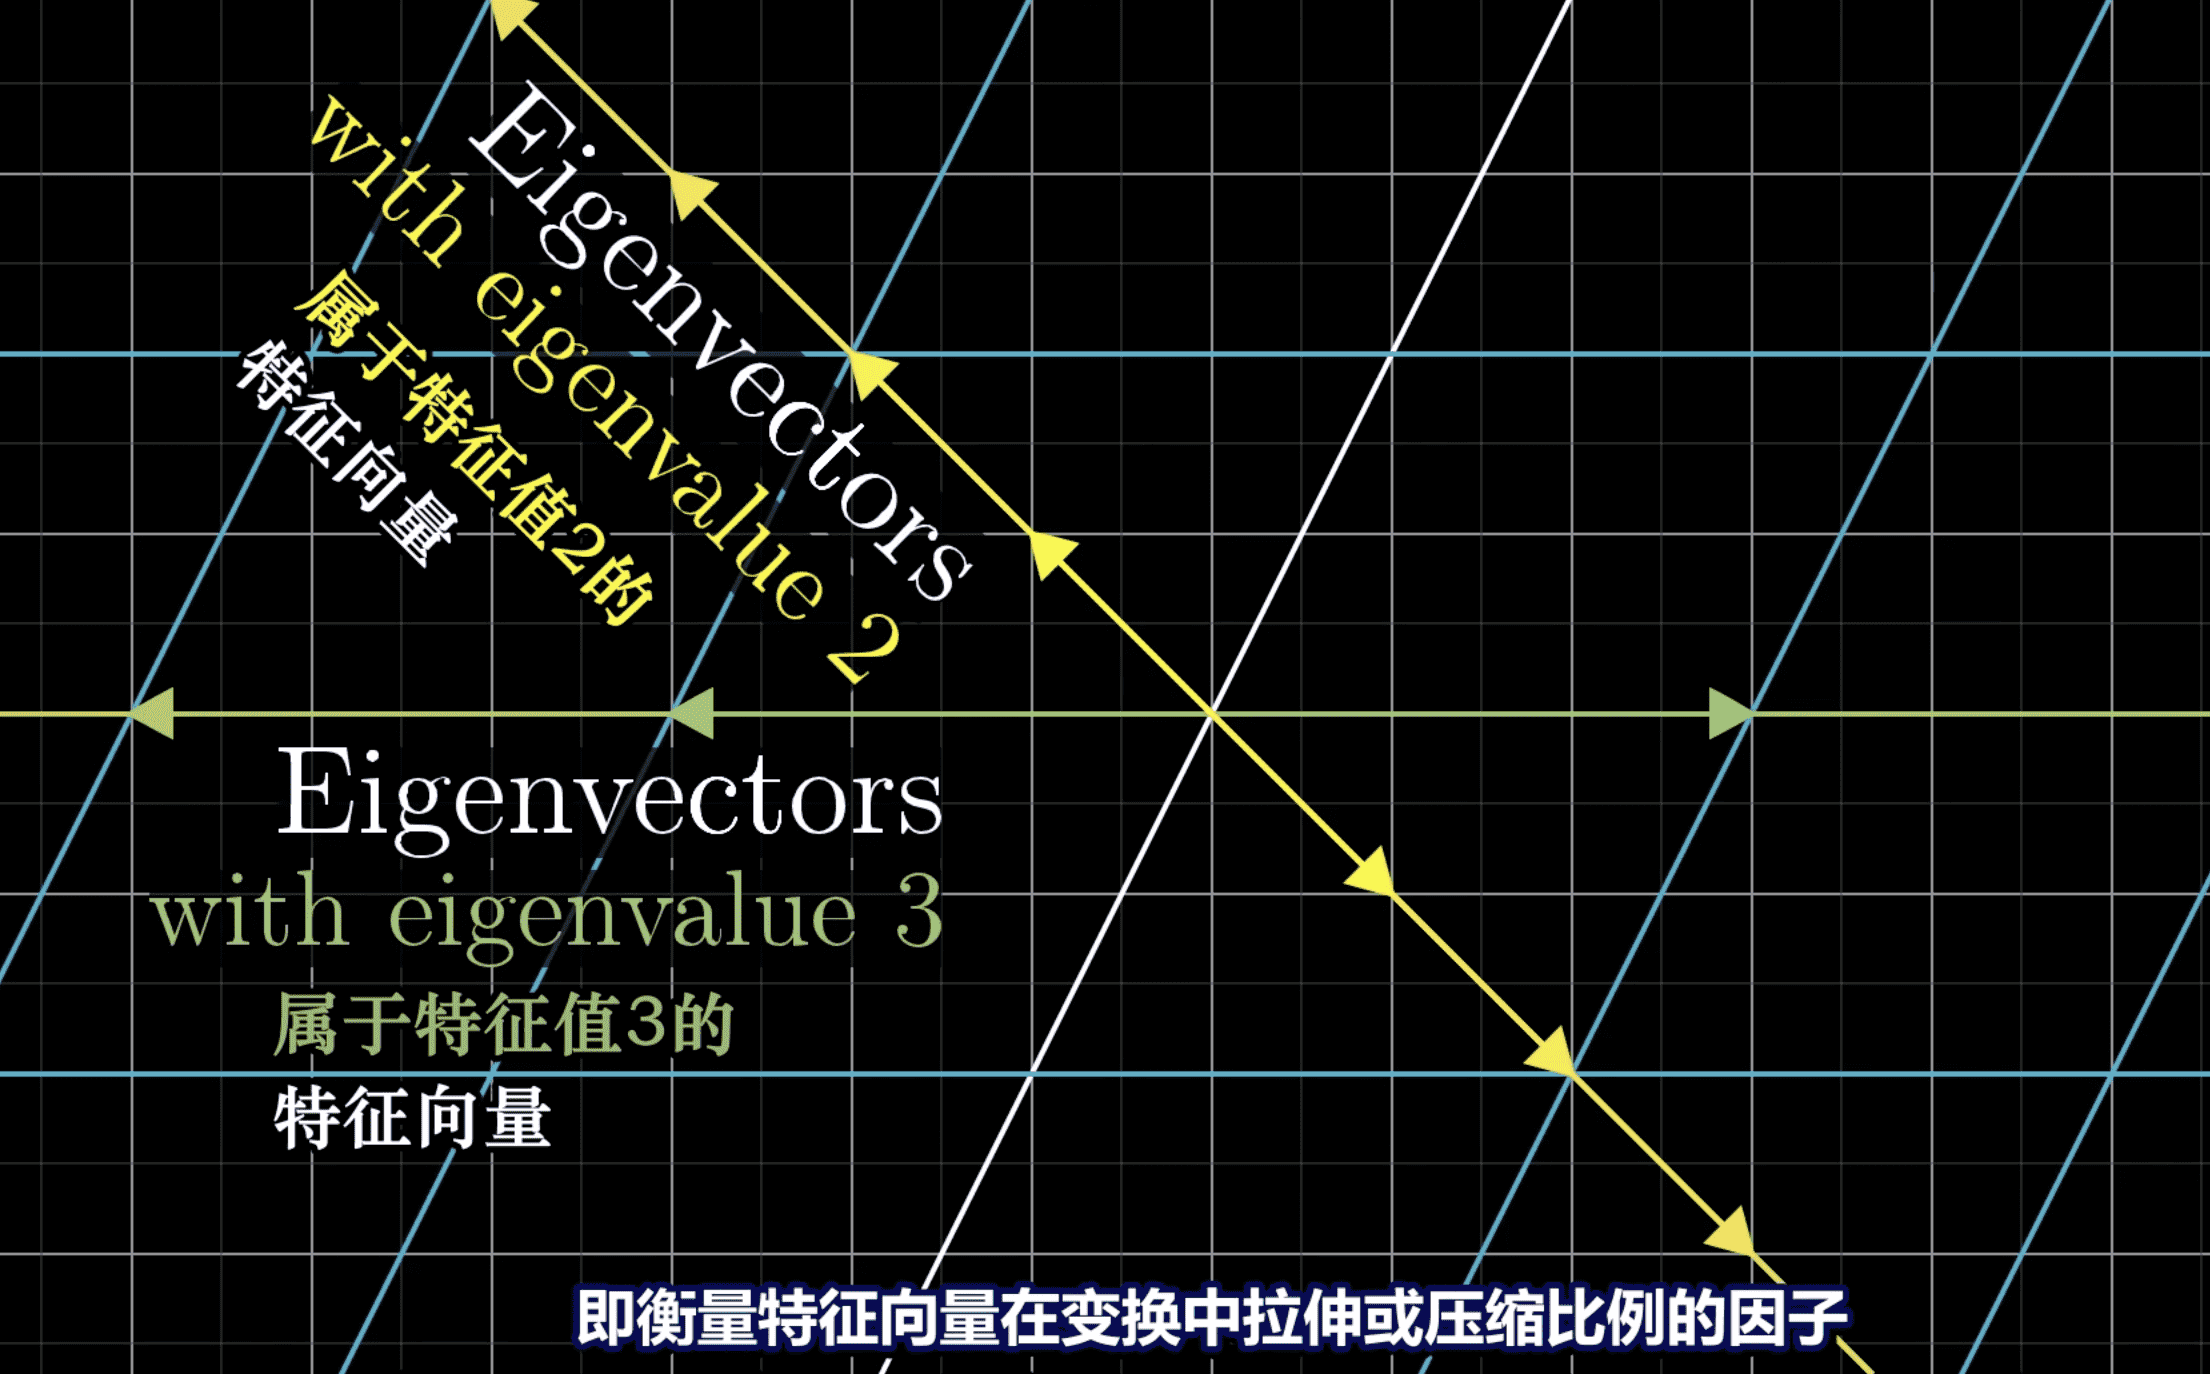 Eigenvectors
with eigenvalue 2
属于特征值2的
特征向量
Eigenvectors
with eigenvalue 3
属于特征值3的
特征向量
即衡量特征向量在变换中拉伸或压缩比例的因子